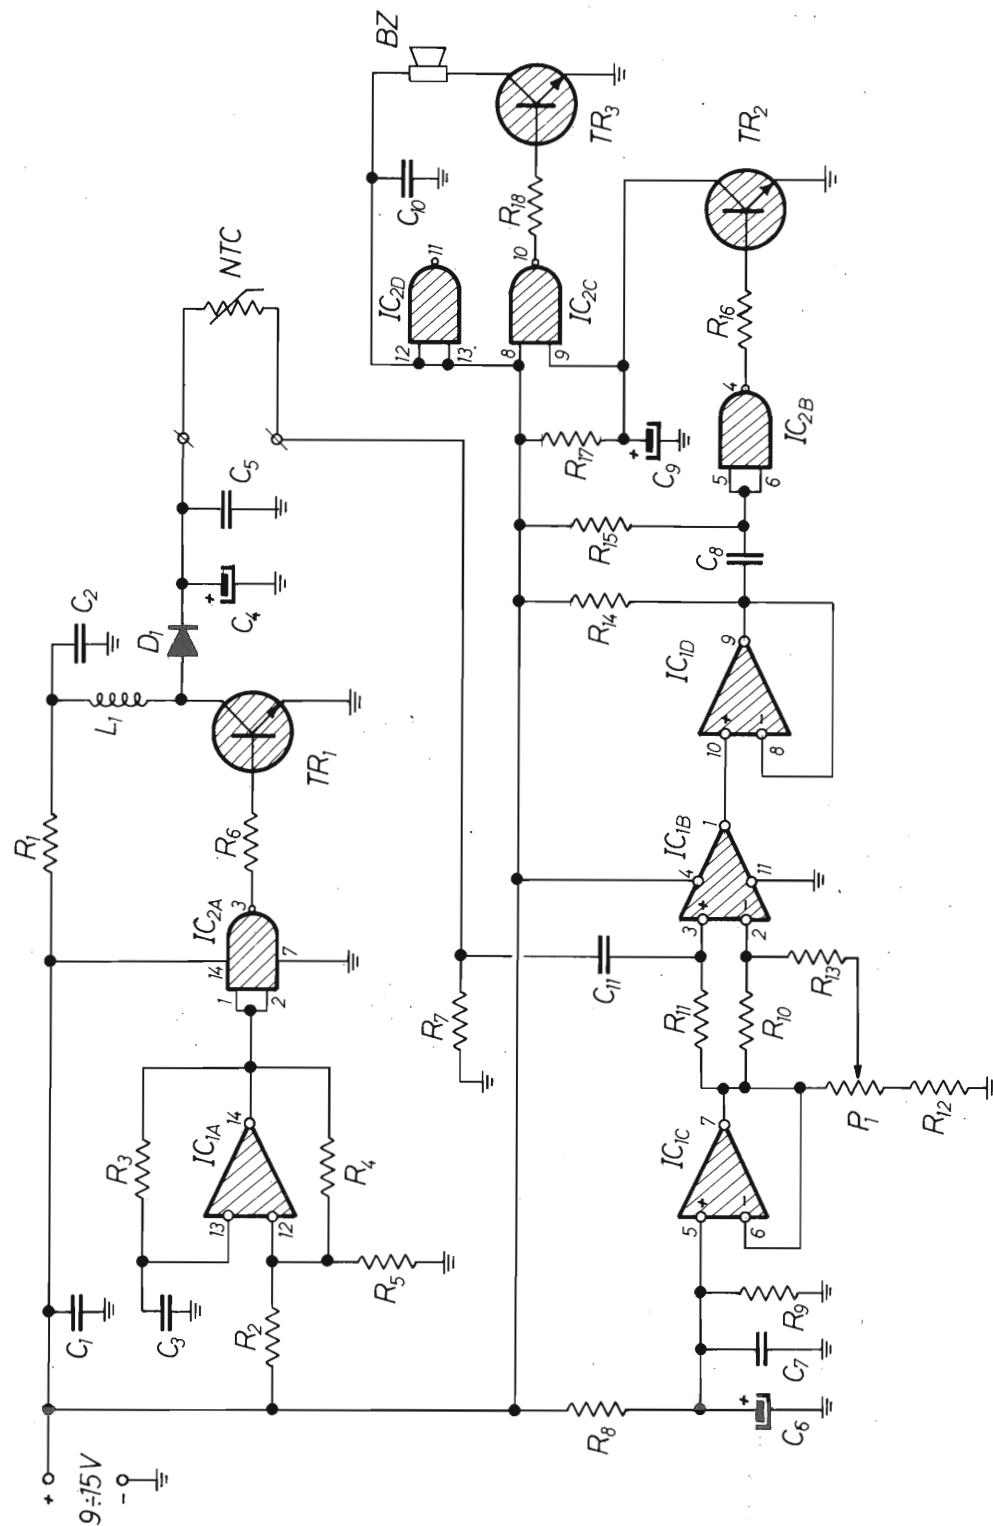 +
9÷15V
−
C1
C3
R2
R3
R5
R4
13
12
IC1A
14
R1
1
2
14
7
3
IC2A
R6
TR1
L1
C2
D1
+
C4
C5
NTC
R7
C11
R8
+
C6
C7
R9
5
6
+
−
IC1C
7
P1
R12
R11
R10
R13
3
2
+
−
4
11
IC1B
1
10
8
+
−
IC1D
9
R14
R15
C8
5
6
4
IC2B
R16
TR2
R17
+
C9
8
9
IC2C
10
R18
TR3
12
13
IC2D
11
C10
BZ